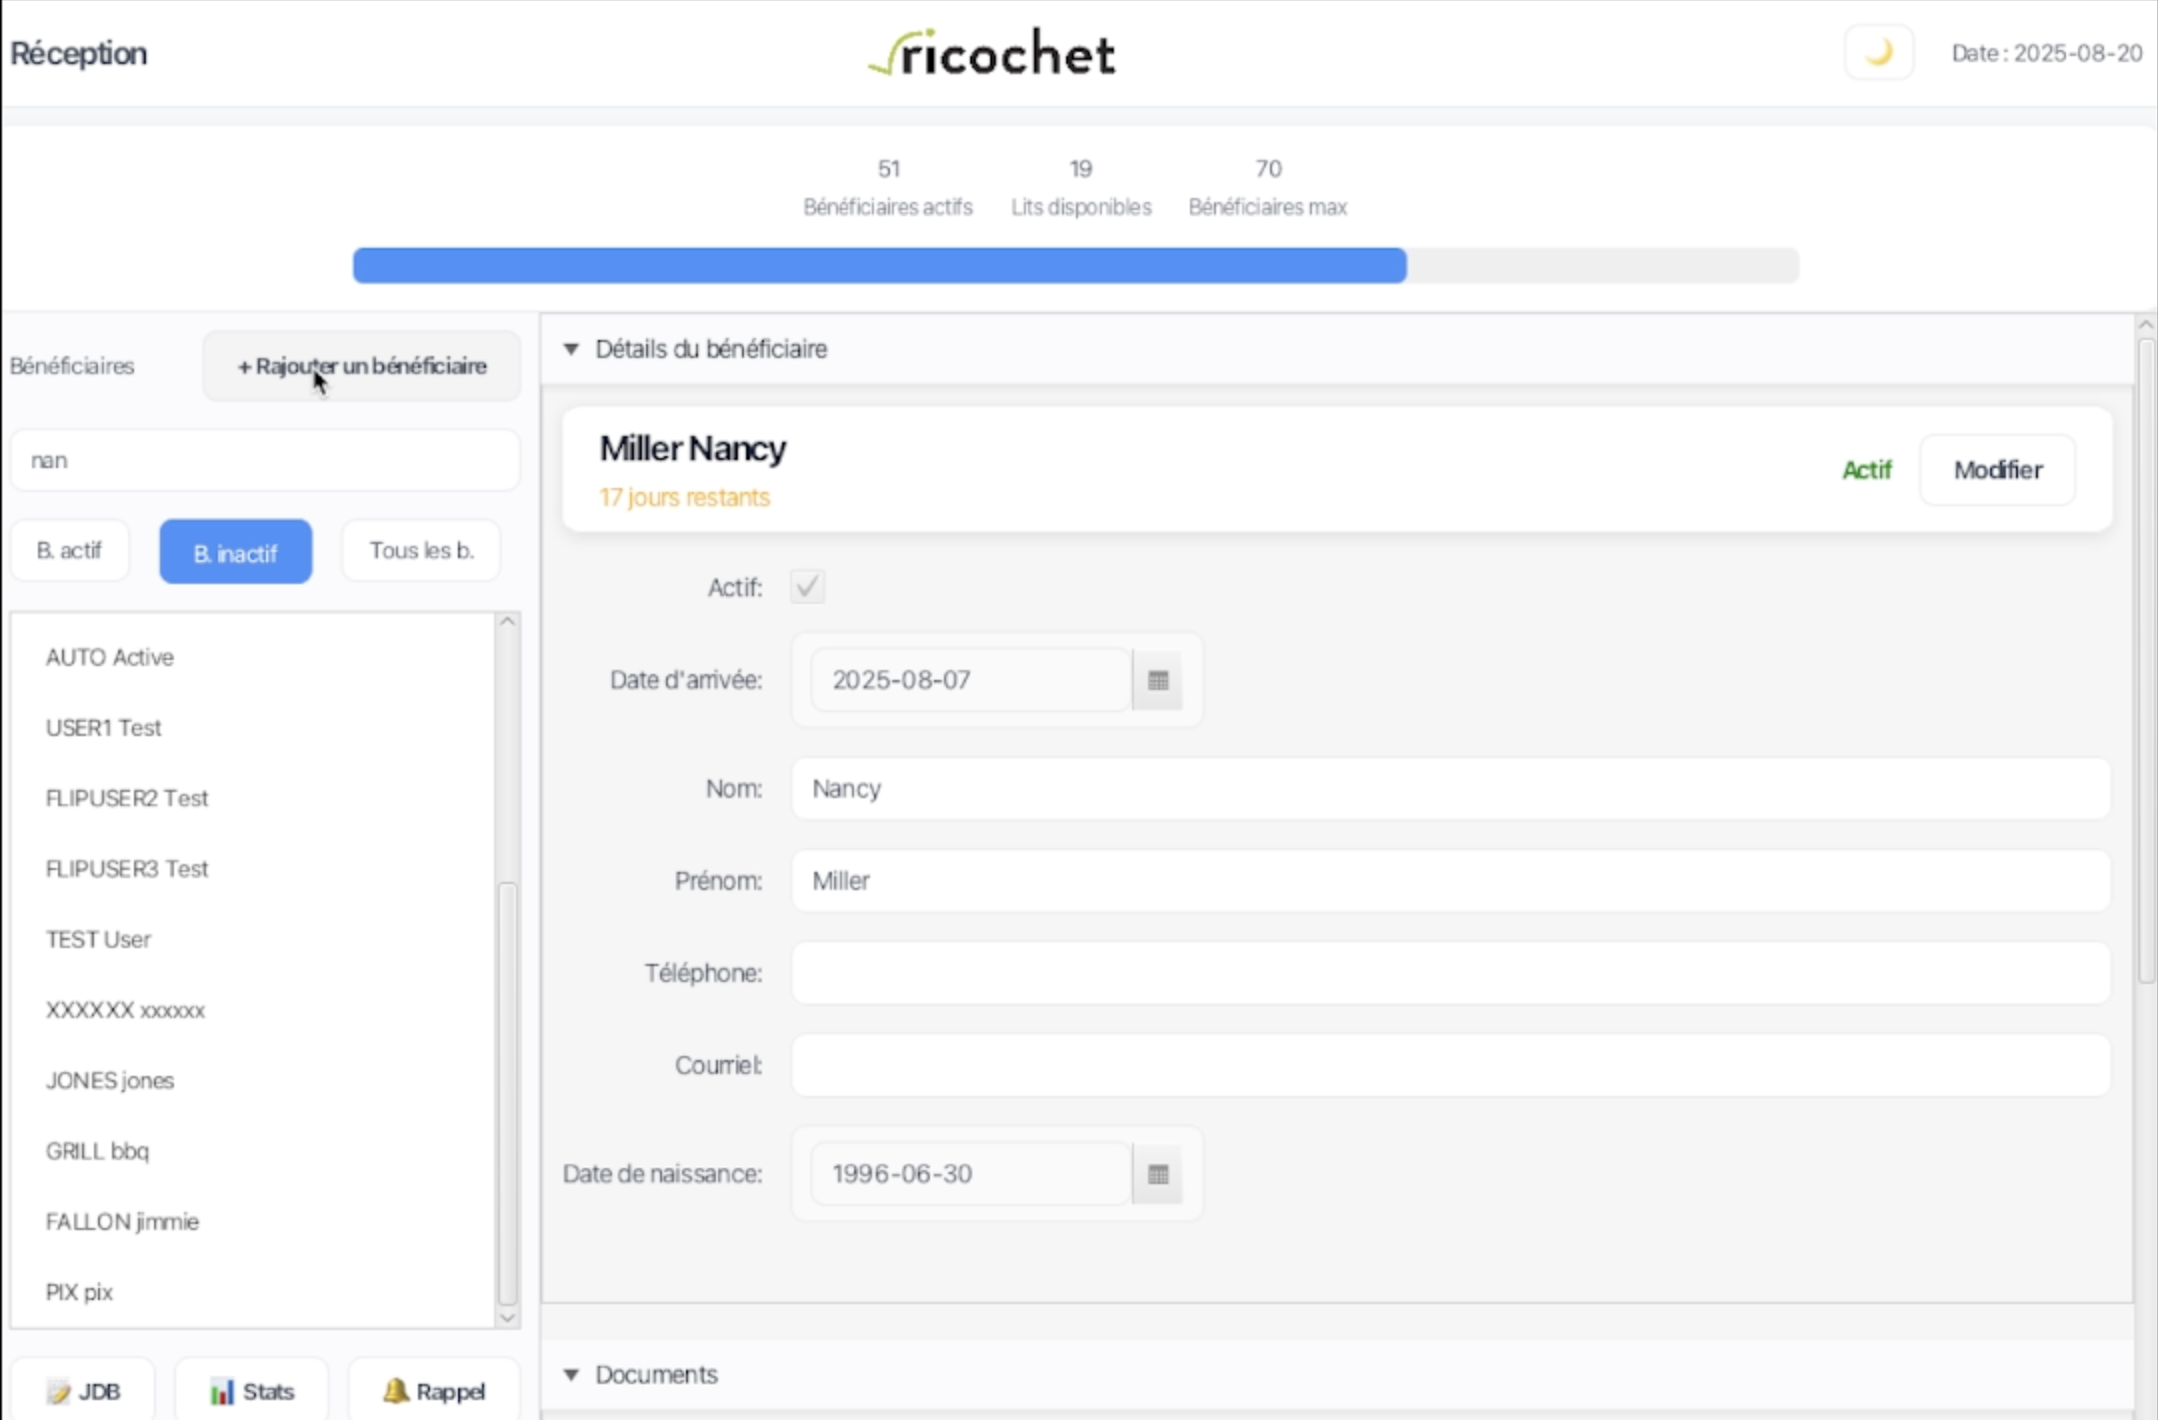 Réception
ricochet
Date : 2025-08-20
51
19
70
Bénéficiaires actifs
Lits disponibles
Bénéficiaires max
Bénéficiaires
+ Rajouter un bénéficiaire
nan
B. actif
B. inactif
Tous les b.
AUTO Active
USER1 Test
FLIPUSER2 Test
FLIPUSER3 Test
TEST User
XXXXXX xxxxxx
JONES jones
GRILL bbq
FALLON jimmie
PIX pix
JDB
Stats
Rappel
Détails du bénéficiaire
Miller Nancy
17 jours restants
Actif
Modifier
Actif:
Date d'arrivée:
2025-08-07
Nom:
Nancy
Prénom:
Miller
Téléphone:
Courriel:
Date de naissance:
1996-06-30
Documents